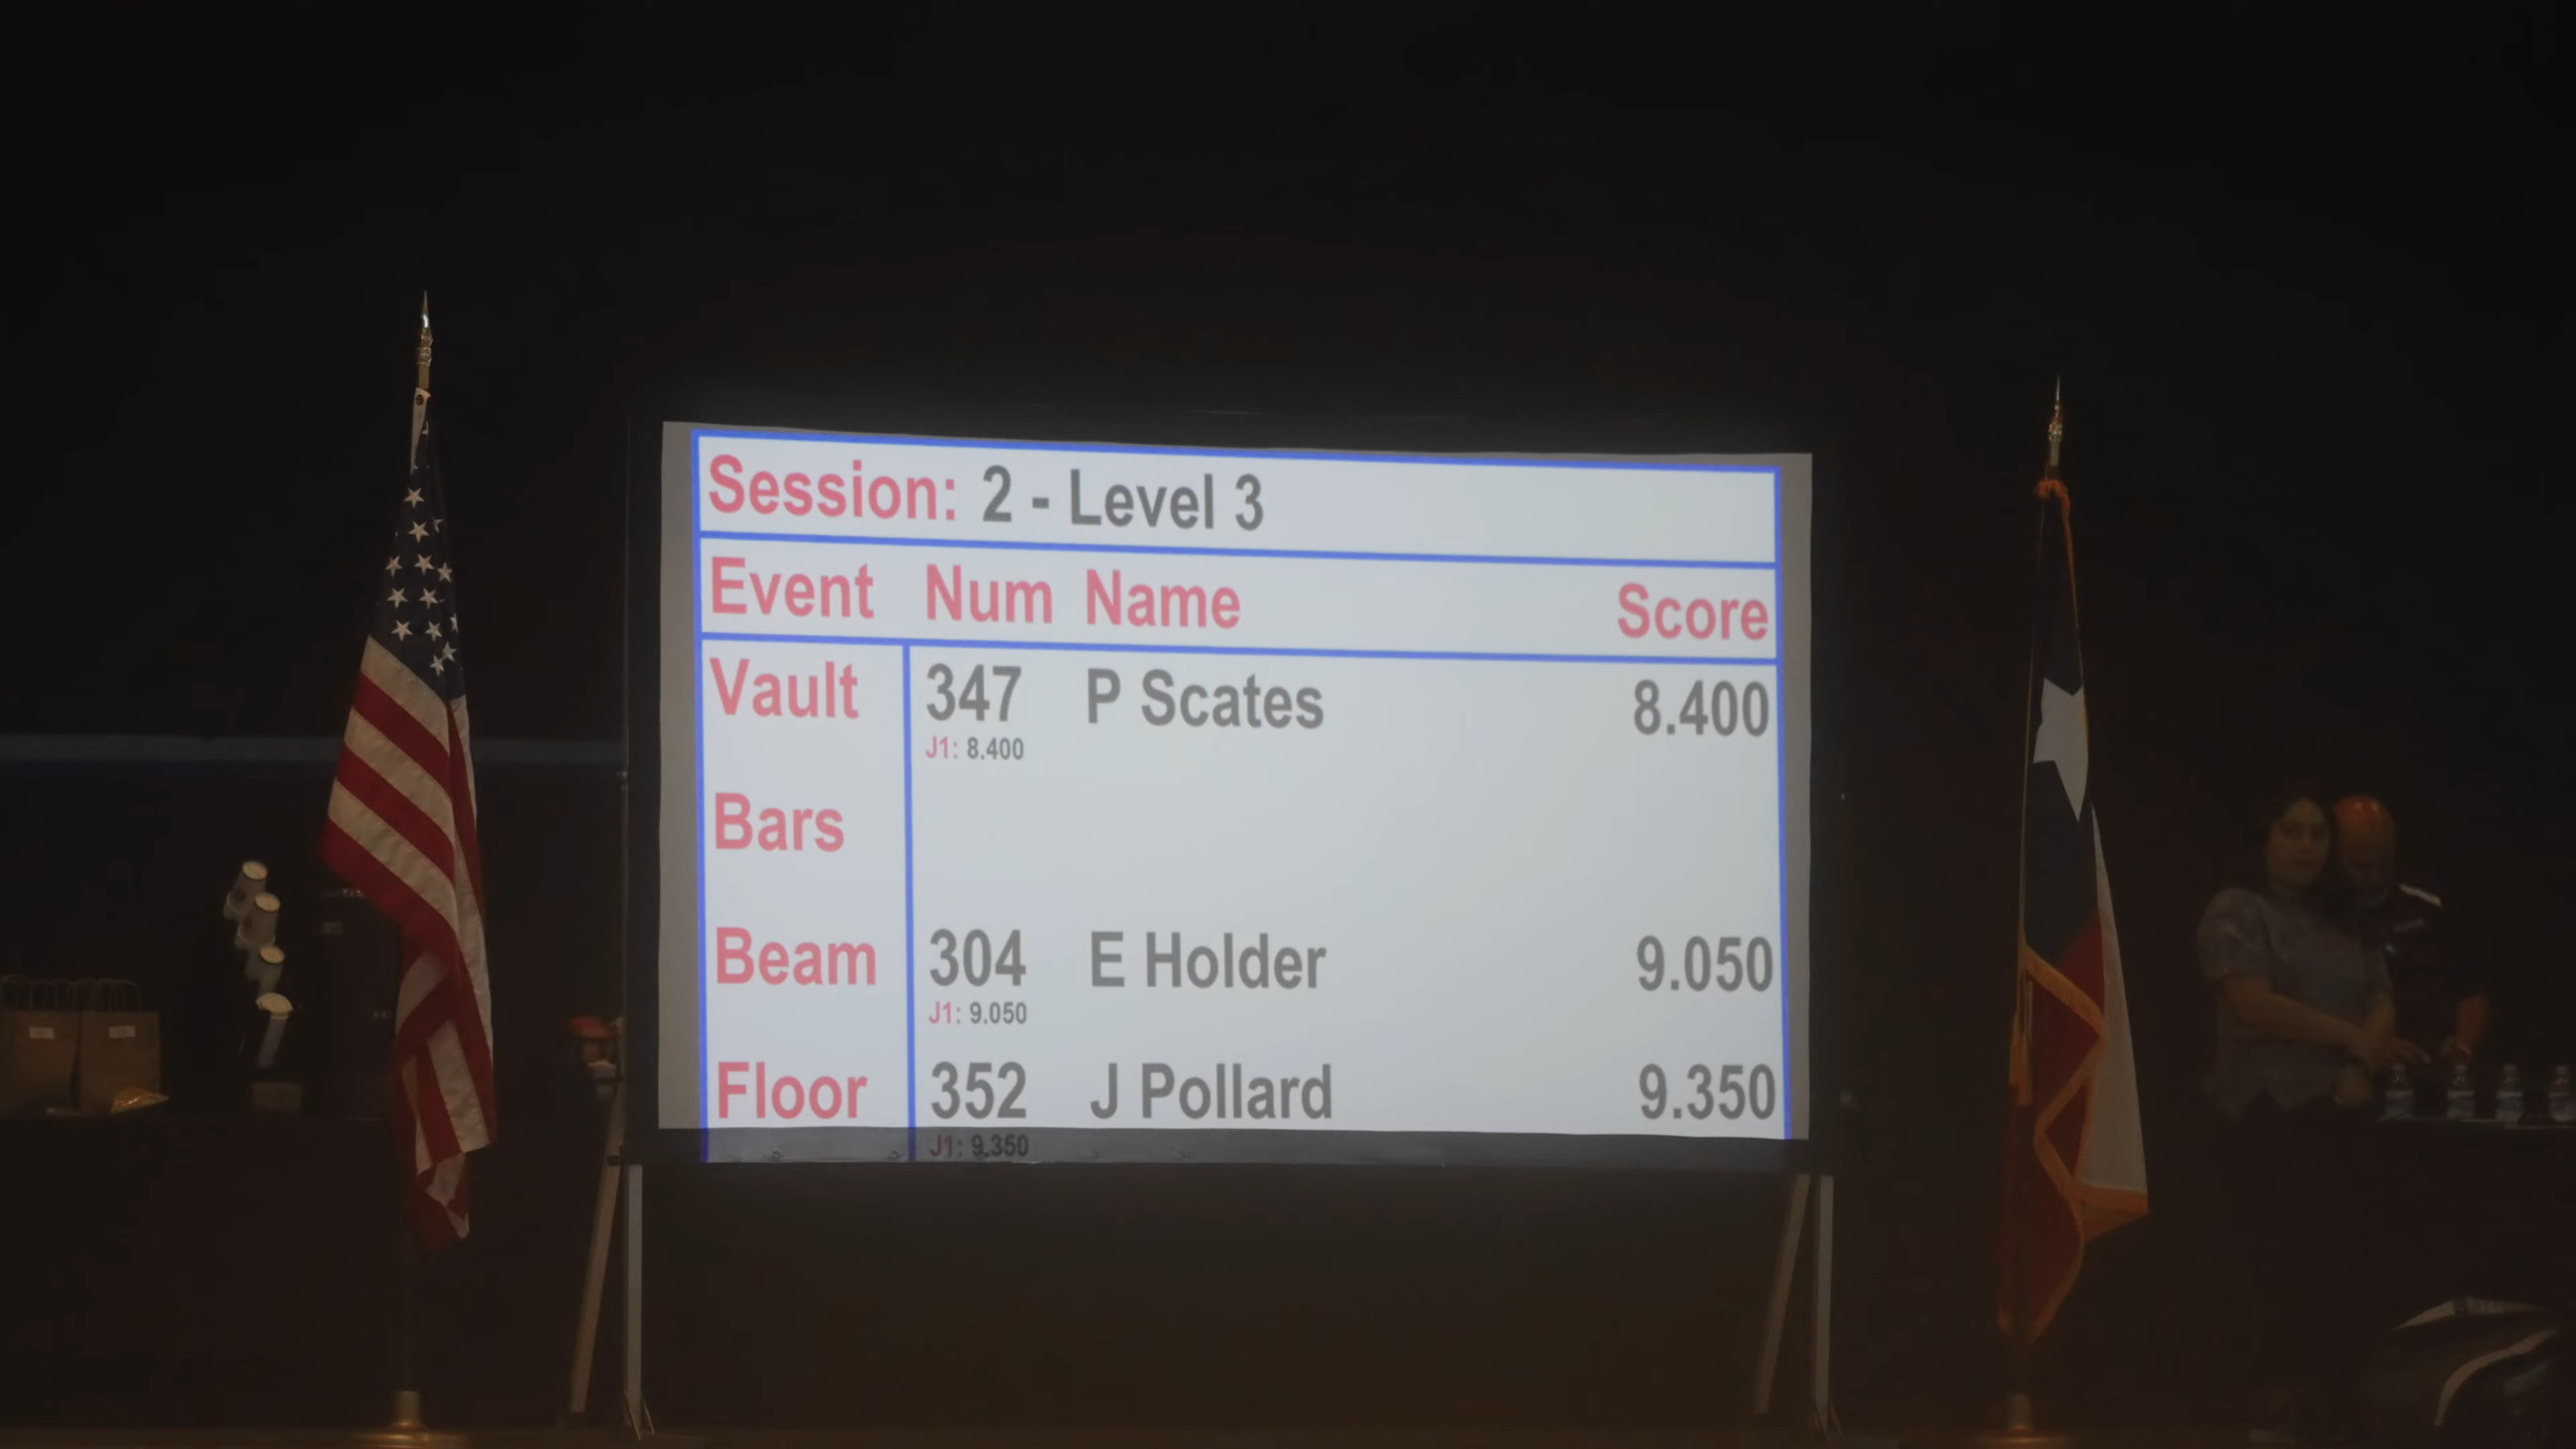 Session: 2 - Level 3
Event Num Name Score
Vault 347 P Scates 8.400
J1: 8.400
Bars
Beam 304 E Holder 9.050
J1: 9.050
Floor 352 J Pollard 9.350
J1: 9.350